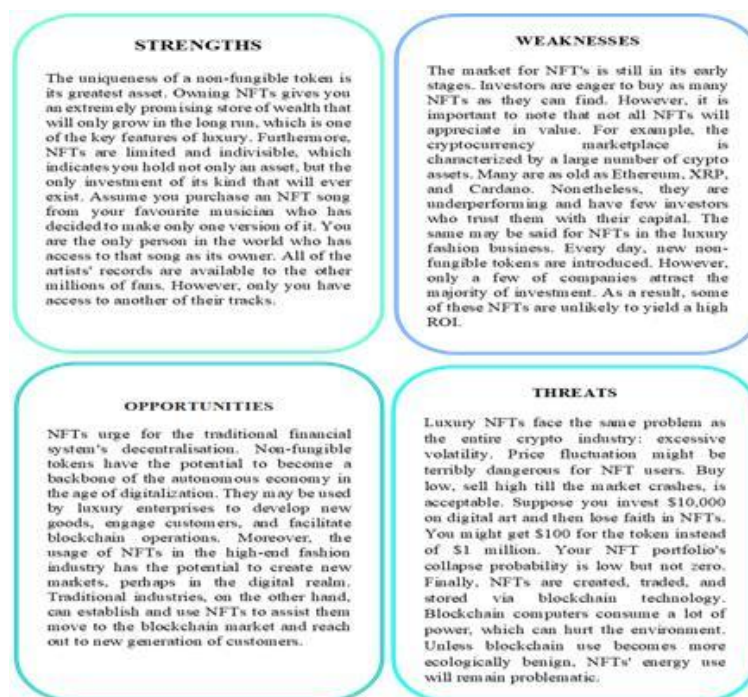 STRENGTHS
The uniqueness of a non-fungible token is
its greatest asset. Owning NFTs gives you
an extremely promising store of wealth that
will only grow in the long run, which is one
of the key features of luxury. Furthermore,
NFTs are limited and indivisible, which
indicates you hold not only an asset, but the
only investment of its kind that will ever
exist. Assume you purchase an NFT song
from your favourite musician who has
decided to make only one version of it. You
are the only person in the world who has
access to that song as its owner. All of the
artists' records are available to the other
millions of fans. However, only you have
access to another of their tracks.
WEAKNESSES
The market for NFT's is still in its early
stages. Investors are eager to buy as many
NFTs as they can find. However, it is
important to note that not all NFTs will
appreciate in value. For example, the
cryptocurrency marketplace is
characterized by a large number of crypto
assets. Many are as old as Ethereum, XRP,
and Cardano. Nonetheless, they are
underperforming and have few investors
who trust them with their capital. The
same may be said for NFTs in the luxury
fashion business. Every day, new non-
fungible tokens are introduced. However,
only a few of companies attract the
majority of investment. As a result, some
of these NFTs are unlikely to yield a high
ROI.
OPPORTUNITIES
NFTs urge for the traditional financial
system's decentralisation. Non-fungible
tokens have the potential to become a
backbone of the autonomous economy in
the age of digitalization. They may be used
by luxury enterprises to develop new
goods, engage customers, and facilitate
blockchain operations. Moreover, the
usage of NFTs in the high-end fashion
industry has the potential to create new
markets, perhaps in the digital realm.
Traditional industries, on the other hand,
can establish and use NFTs to assist them
move to the blockchain market and reach
out to new generation of customers.
THREATS
Luxury NFTs face the same problem as
the entire crypto industry: excessive
volatility. Price fluctuation might be
terribly dangerous for NFT users. Buy
low, sell high till the market crashes, is
acceptable. Suppose you invest $10,000
on digital art and then lose faith in NFTs.
You might get $100 for the token instead
of $1 million. Your NFT portfolio's
collapse probability is low but not zero.
Finally, NFTs are created, traded, and
stored via blockchain technology.
Blockchain computers consume a lot of
power, which can hurt the environment.
Unless blockchain use becomes more
ecologically benign, NFTs' energy use
will remain problematic.